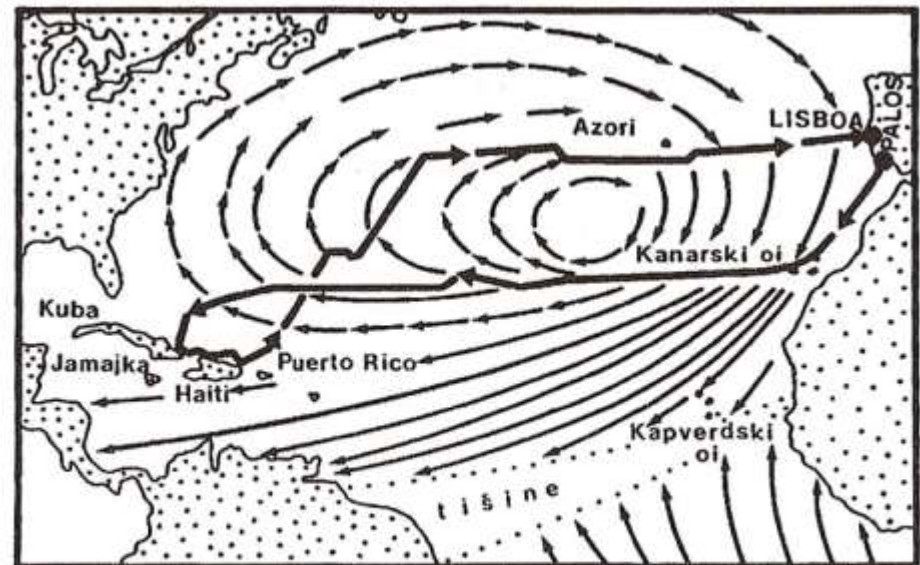 Azori
LISBOA
PALOS
Kanarski oi
Kuba
Jamajka
Haiti
Puerto Rico
Kapverdski
oi
tišine